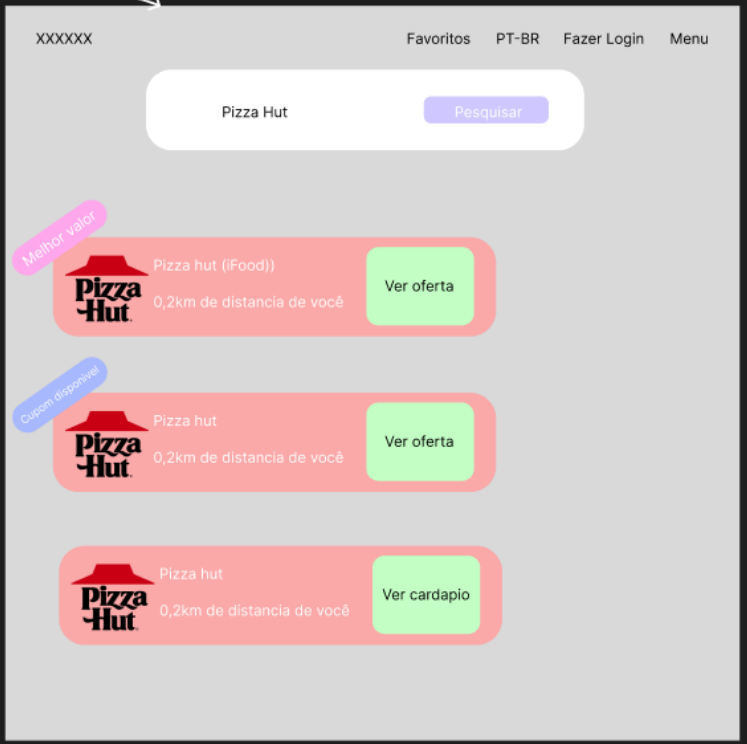 XXXXXX
Favoritos
PT-BR
Fazer Login
Menu
Pizza Hut
Pesquisar
Melhor valor
Pizza Hut
Pizza hut (iFood))
0,2km de distancia de você
Ver oferta
Cupom disponivel
Pizza Hut
Pizza hut
0,2km de distancia de você
Ver oferta
Pizza Hut
Pizza hut
0,2km de distancia de você
Ver cardapio